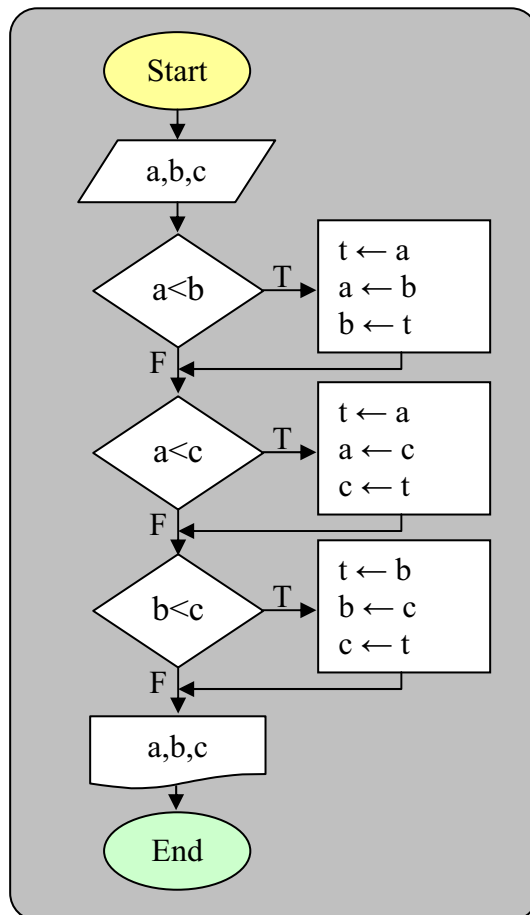 Start
a,b,c
a<b
T
t ← a
a ← b
b ← t
F
a<c
T
t ← a
a ← c
c ← t
F
b<c
T
t ← b
b ← c
c ← t
F
a,b,c
End